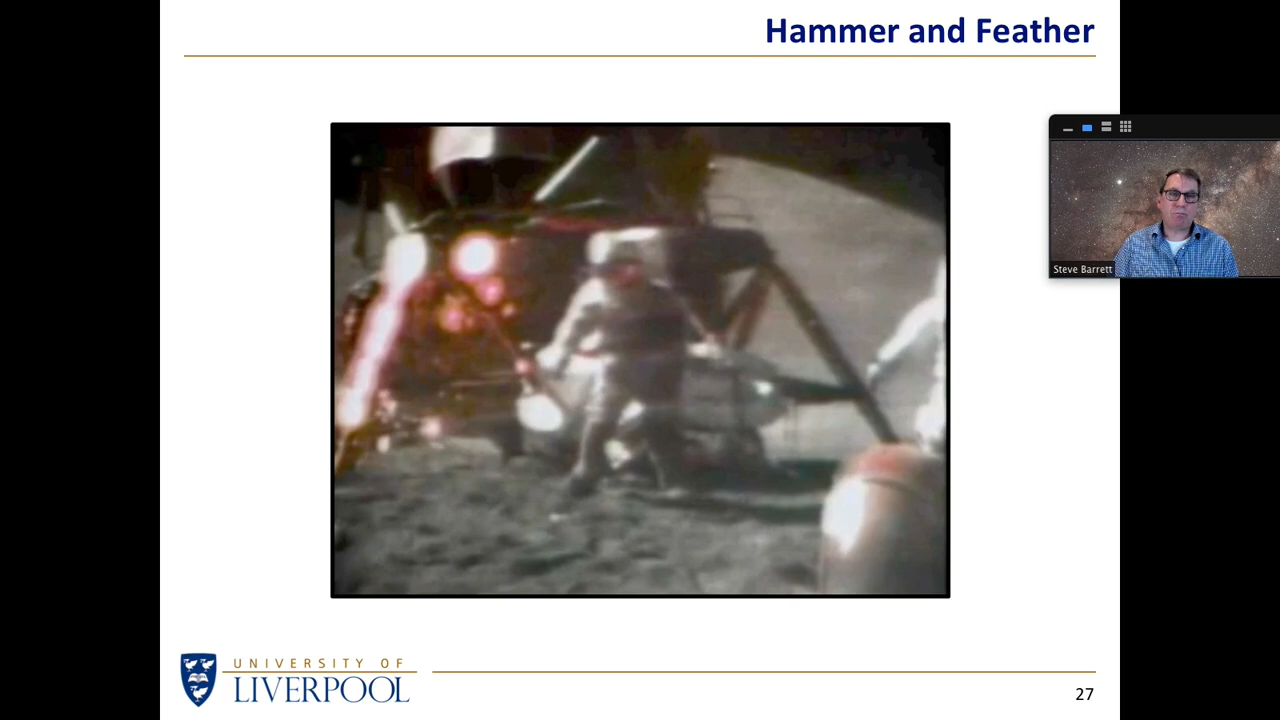 Hammer and Feather
Steve Barrett
UNIVERSITY OF
LIVERPOOL
27